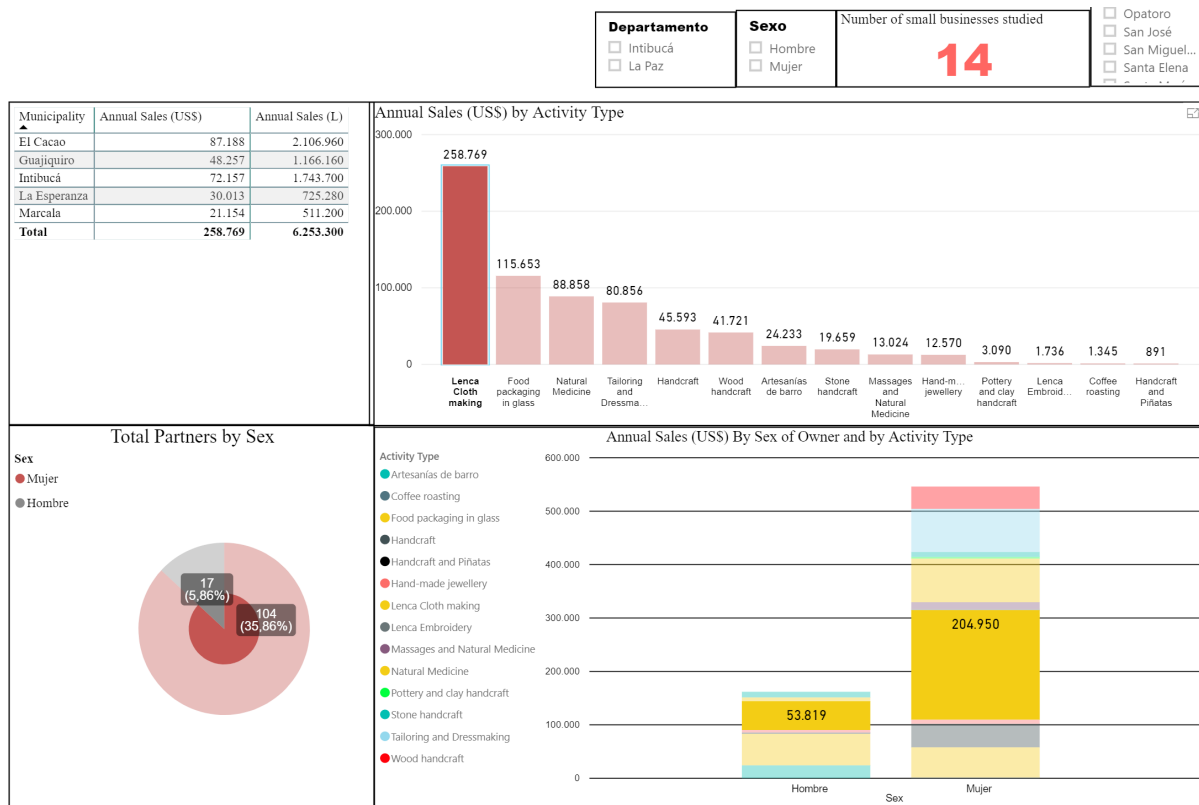 Departamento
Intibucá
La Paz
Sexo
Hombre
Mujer
Number of small businesses studied
14
Opatoro
San José
San Miguel...
Santa Elena
Municipality Annual Sales (US$) Annual Sales (L)
El Cacao 87.188 2.106.960
Guajiquiro 48.257 1.166.160
Intibucá 72.157 1.743.700
La Esperanza 30.013 725.280
Marcala 21.154 511.200
Total 258.769 6.253.300
Annual Sales (US$) by Activity Type
300.000
200.000
100.000
0
258.769
115.653
88.858
80.856
45.593
41.721
24.233
19.659
13.024
12.570
3.090
1.736
1.345
891
Lenca
Cloth
making
Food
packaging
in glass
Natural
Medicine
Tailoring
and
Dressma...
Handcraft
Wood
handcraft
Artesanías
de barro
Stone
handcraft
Massages
and
Natural
Medicine
Hand-m...
jewellery
Pottery
and clay
handcraft
Lenca
Embroid...
Coffee
roasting
Handcraft
and
Piñatas
Total Partners by Sex
Sex
Mujer
Hombre
17
(5,86%)
104
(35,86%)
Annual Sales (US$) By Sex of Owner and by Activity Type
Activity Type
Artesanías de barro
Coffee roasting
Food packaging in glass
Handcraft
Handcraft and Piñatas
Hand-made jewellery
Lenca Cloth making
Lenca Embroidery
Massages and Natural Medicine
Natural Medicine
Pottery and clay handcraft
Stone handcraft
Tailoring and Dressmaking
Wood handcraft
600.000
500.000
400.000
300.000
200.000
100.000
0
53.819
204.950
Hombre
Mujer
Sex